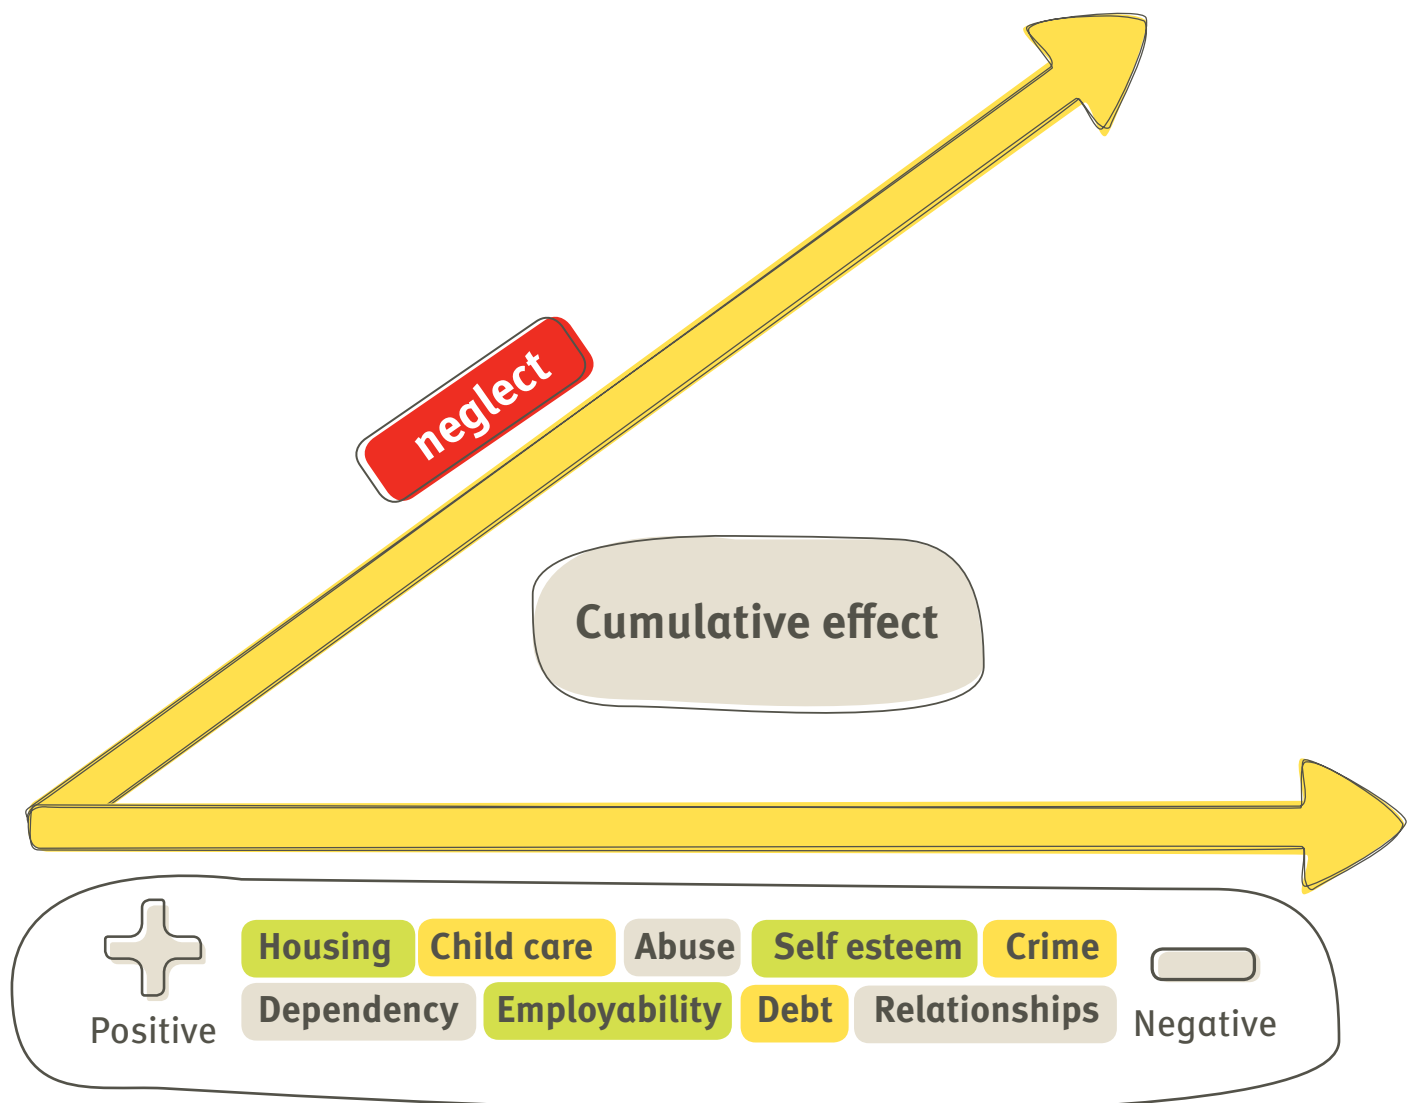 neglect
Cumulative effect
Housing Child care Abuse Self esteem Crime
Dependency Employability Debt Relationships
Positive
Negative